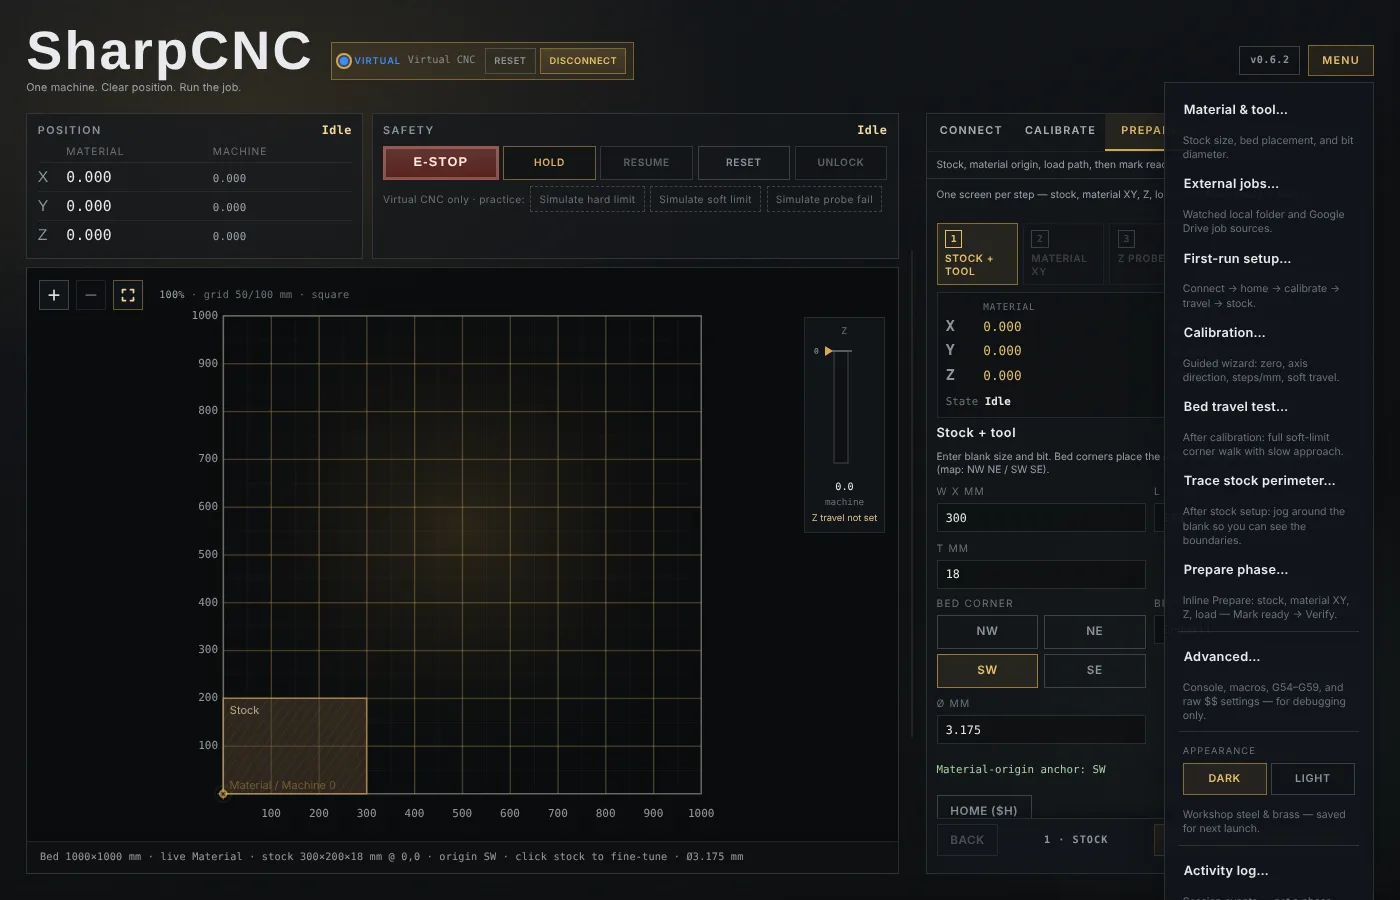 SharpCNC
One machine. Clear position. Run the job.
VIRTUAL Virtual CNC RESET DISCONNECT
v0.6.2 MENU
POSITION Idle
MATERIAL MACHINE
X 0.000 0.000
Y 0.000 0.000
Z 0.000 0.000
SAFETY Idle
E-STOP HOLD RESUME RESET UNLOCK
Virtual CNC only — practice: Simulate hard limit Simulate soft limit Simulate probe fail
100% · grid 50/100 mm · square
1000
900
800
700
600
500
400
300
200
100
Stock
Material / Machine 0
100 200 300 400 500 600 700 800 900 1000
Z
0
0.0
machine
Z travel not set
Bed 1000×1000 mm · live Material · stock 300×200×18 mm @ 0,0 · origin SW · click stock to fine-tune · Ø3.175 mm
CONNECT CALIBRATE
Stock, material origin, load path, then mark
One screen per step — stock, material XY, Z,
1 2 3
STOCK + TOOL
MATERIAL XY
Z PROBE
MATERIAL
X 0.000
Y 0.000
Z 0.000
State Idle
Stock + tool
Enter blank size and bit. Bed corners place the
(map: NW NE / SW SE).
W X MM L
300
T MM
18
BED CORNER
NW NE
SW SE
Ø MM
3.175
Material-origin anchor: SW
HOME ($H)
BACK 1 · STOCK
Material & tool...
Stock size, bed placement, and bit
diameter.
External jobs...
Watched local folder and Google
Drive job sources.
First-run setup...
Connect → home → calibrate →
travel → stock.
Calibration...
Guided wizard: zero, axis
direction, steps/mm, soft travel.
Bed travel test...
After calibration: full soft-limit
corner walk with slow approach.
Trace stock perimeter...
After stock setup: jog around the
blank so you can see the
boundaries.
Prepare phase...
Inline Prepare: stock, material XY,
Z, load — Mark ready → Verify.
Advanced...
Console, macros, G54–G59, and
raw $$ settings — for debugging
only.
APPEARANCE
DARK LIGHT
Workshop steel & brass — saved
for next launch.
Activity log...